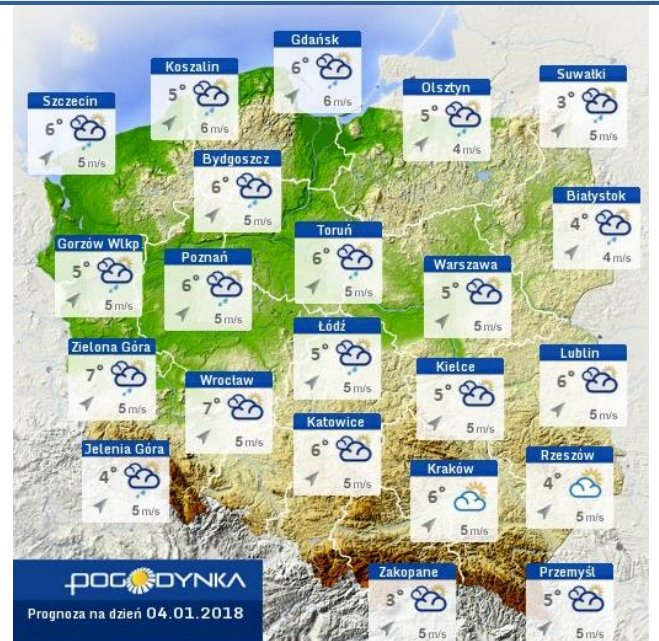 Gdańsk
6°
6 m/s
Koszalin
5°
6 m/s
Suwałki
3°
5 m/s
Olsztyn
5°
4 m/s
Szczecin
6°
5 m/s
Bydgoszcz
6°
5 m/s
Białystok
4°
4 m/s
Toruń
6°
5 m/s
Gorzów Wlkp
5°
5 m/s
Poznań
6°
5 m/s
Warszawa
5°
5 m/s
Łódź
5°
5 m/s
Zielona Góra
7°
5 m/s
Lublin
6°
5 m/s
Kielce
5°
5 m/s
Wrocław
7°
5 m/s
Katowice
6°
5 m/s
Jelenia Góra
4°
5 m/s
Rzeszów
4°
5 m/s
Kraków
6°
5 m/s
Zakopane
3°
5 m/s
Przemyśl
5°
5 m/s
POGODYNKA
Prognoza na dzień 04.01.2018